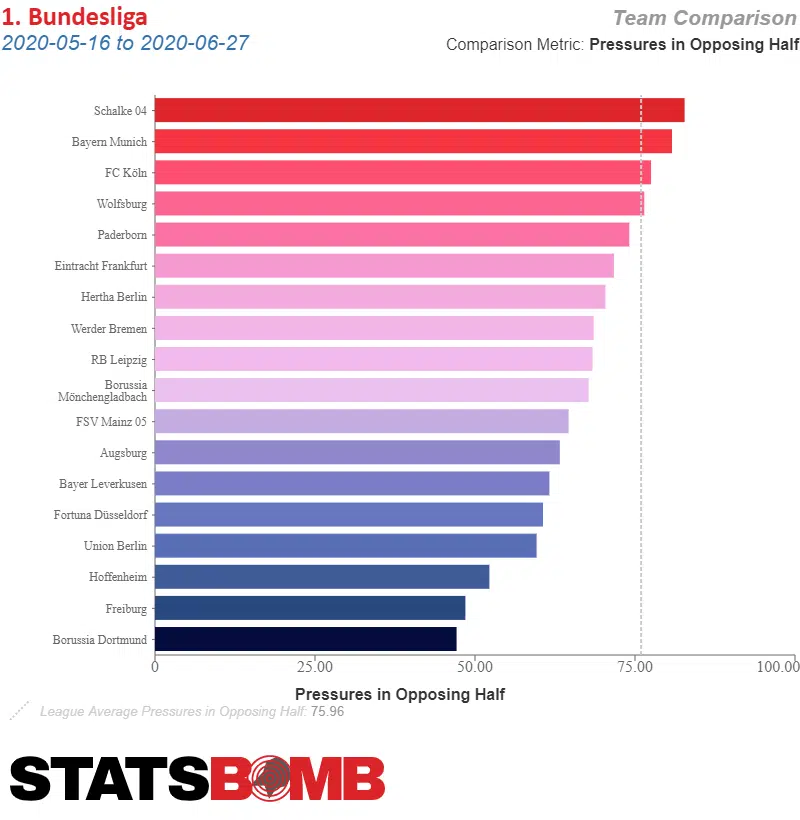 1. Bundesliga
Team Comparison
2020-05-16 to 2020-06-27
Comparison Metric: Pressures in Opposing Half
Schalke 04
Bayern Munich
FC Köln
Wolfsburg
Paderborn
Eintracht Frankfurt
Hertha Berlin
Werder Bremen
RB Leipzig
Borussia
Mönchengladbach
FSV Mainz 05
Augsburg
Bayer Leverkusen
Fortuna Düsseldorf
Union Berlin
Hoffenheim
Freiburg
Borussia Dortmund
0 25.00 50.00 75.00 100.00
Pressures in Opposing Half
League Average Pressures in Opposing Half: 75.96
STATSBOMB